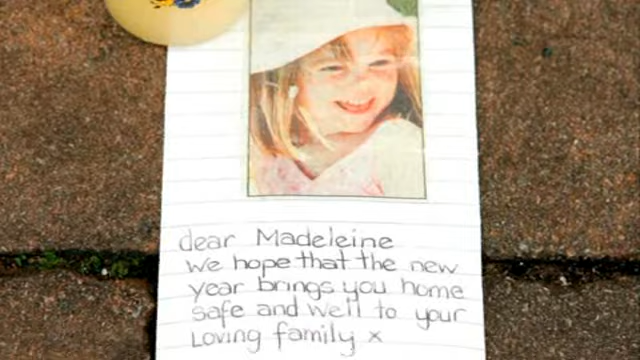 dear Madeleine
we hope that the new
year brings you home
safe and well to your
Loving family x